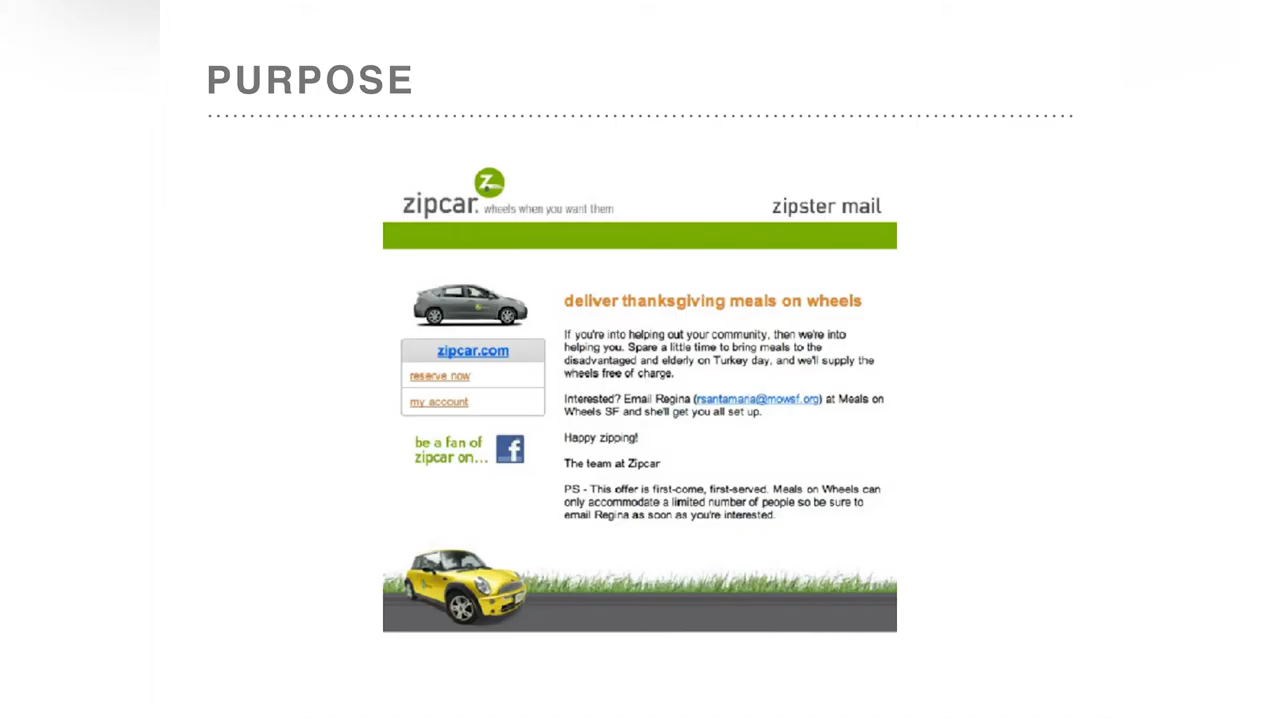 PURPOSE
zipcar. wheels when you want them
zipster mail
deliver thanksgiving meals on wheels
If you're into helping out your community, then we're into
helping you. Spare a little time to bring meals to the
disadvantaged and elderly on Turkey day, and we'll supply the
wheels free of charge.
Interested? Email Regina (rsantamaria@mowsf.org) at Meals on
Wheels SF and she'll get you all set up.
Happy zipping!
The team at Zipcar
PS - This offer is first-come, first-served. Meals on Wheels can
only accommodate a limited number of people so be sure to
email Regina as soon as you're interested.
zipcar.com
reserve now
my account
be a fan of
zipcar on...